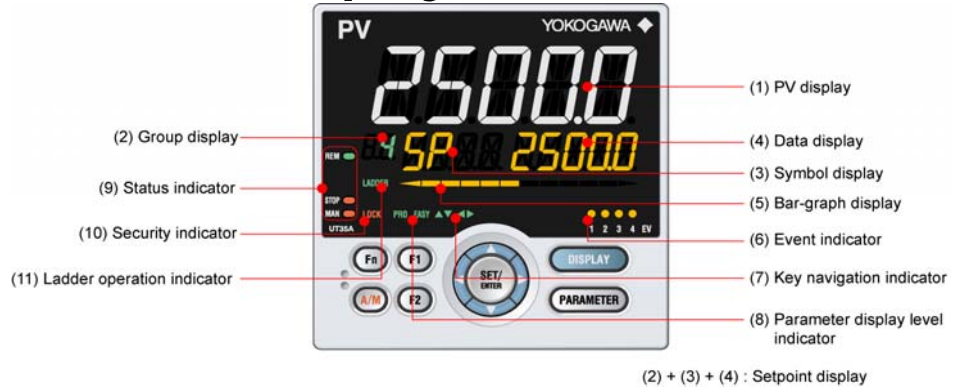 PV YOKOGAWA
2500.0
(1) PV display
(2) Group display
4 SP 2500.0
(4) Data display
REM
(3) Symbol display
LADDER
(9) Status indicator
(5) Bar-graph display
STOP
MAN LOCK PRO EASY
(10) Security indicator
UT35A
1 2 3 4 EV
(6) Event indicator
Fn F1 DISPLAY
(11) Ladder operation indicator
SET/
ENTER
(7) Key navigation indicator
A/M F2 PARAMETER
(8) Parameter display level
indicator
(2) + (3) + (4) : Setpoint display